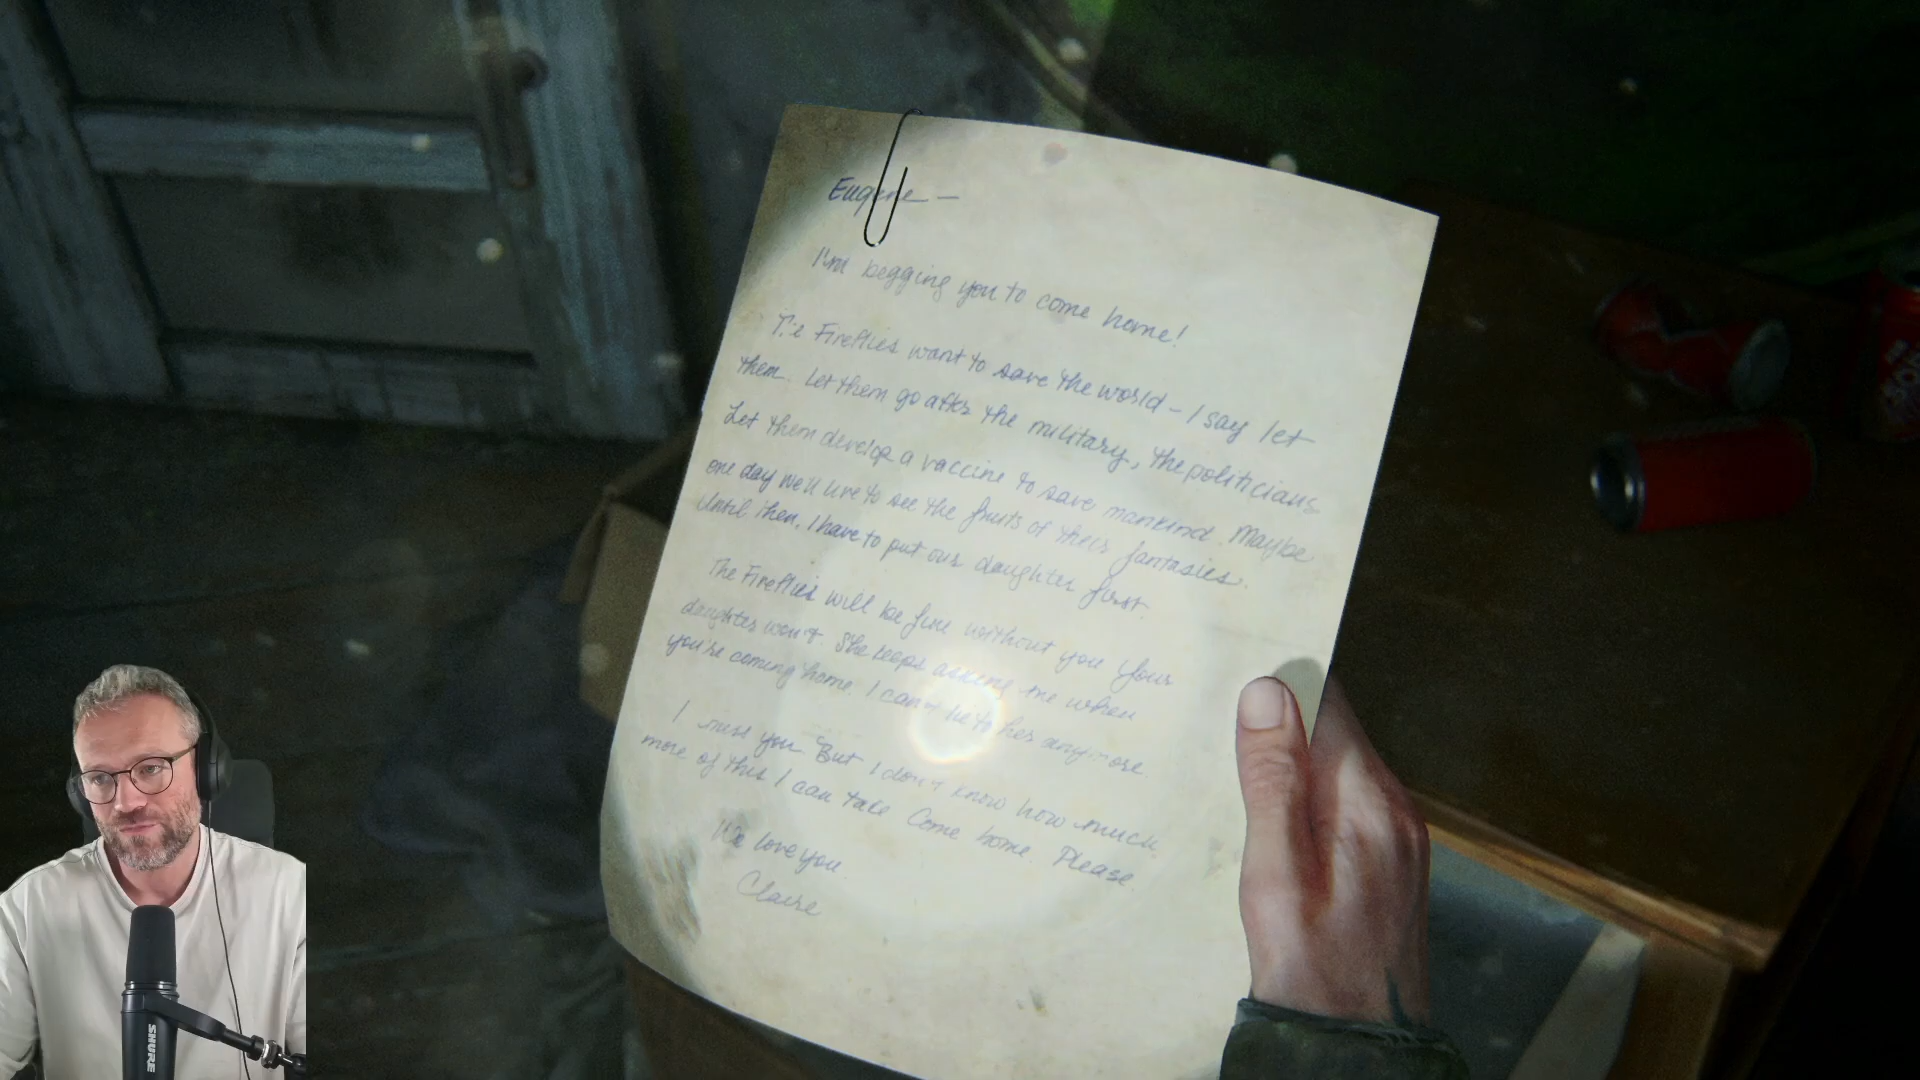 Eugene —
I'm begging you to come home!
The Fireflies want to save the world - I say let
them. Let them go after the military, the politicians
Let them develop a vaccine to save mankind. Maybe
one day we'll live to see the fruits of their fantasies.
Until then, I have to put our daughter first.
The Fireflies will be fine without you. Your
daughter won't. She keeps asking me when
you're coming home. I can't lie to her anymore.
I miss you. But I don't know how much
more of this I can take. Come home. Please.
We love you.
Claire
SHURE